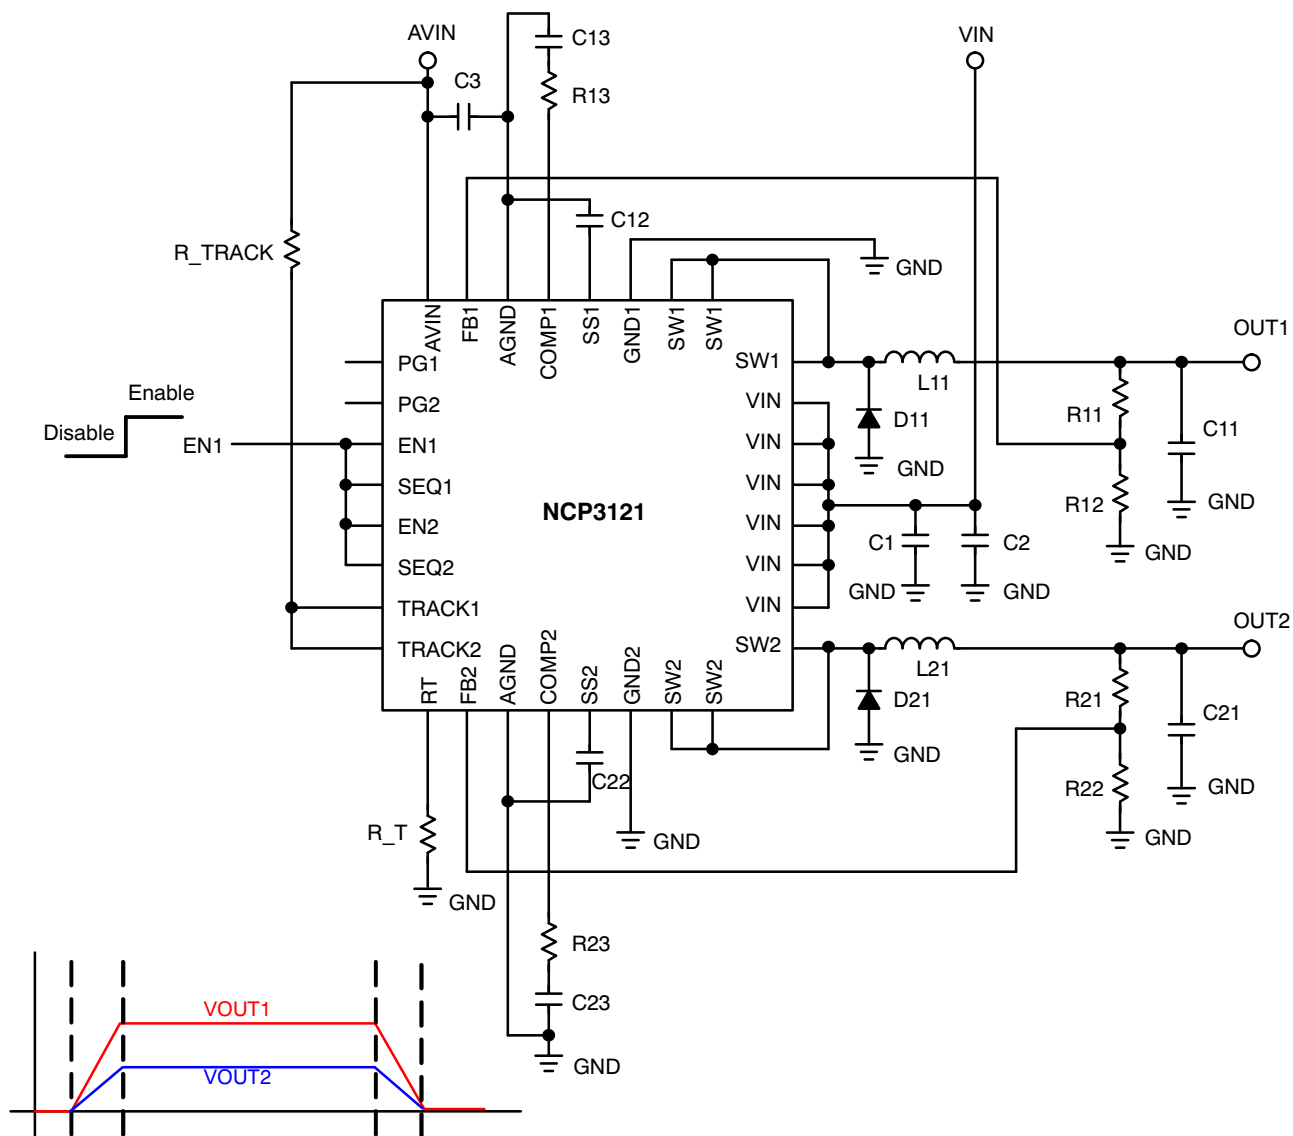 AVIN
C13
VIN
C3
R13
C12
R_TRACK
GND
AVIN
FB1
AGND
COMP1
SS1
GND1
SW1
SW1
OUT1
PG1
SW1
L11
Enable
PG2
VIN
D11
R11
C11
Disable
EN1
EN1
VIN
GND
SEQ1
VIN
R12
GND
NCP3121
EN2
VIN
C1
C2
GND
SEQ2
VIN
GND
GND
TRACK1
VIN
OUT2
TRACK2
SW2
L21
RT
FB2
AGND
COMP2
SS2
GND2
SW2
SW2
D21
R21
C21
GND
C22
R22
GND
R_T
GND
GND
GND
R23
C23
VOUT1
GND
VOUT2